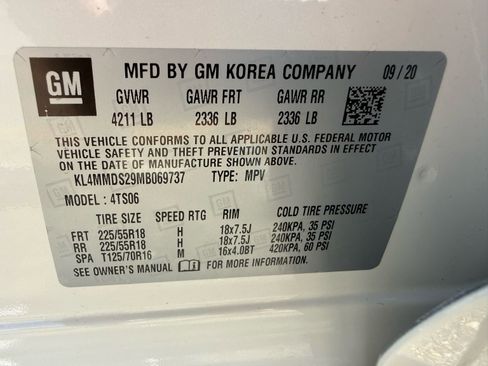 GM MFD BY GM KOREA COMPANY 09/20
GVWR GAWR FRT GAWR RR
4211 LB 2336 LB 2336 LB
THIS VEHICLE CONFORMS TO ALL APPLICABLE U.S. FEDERAL MOTOR
VEHICLE SAFETY AND THEFT PREVENTION STANDARDS IN EFFECT
ON THE DATE OF MANUFACTURE SHOWN ABOVE.
KL4MMDS29MB069737 TYPE: MPV
MODEL : 4TS06
TIRE SIZE SPEED RTG RIM COLD TIRE PRESSURE
FRT 225/55R18 H 18x7.5J 240KPA, 35 PSI
RR 225/55R18 H 18x7.5J 240KPA, 35 PSI
SPA T125/70R16 M 16x4.0BT 420KPA, 60 PSI
SEE OWNER'S MANUAL FOR MORE INFORMATION